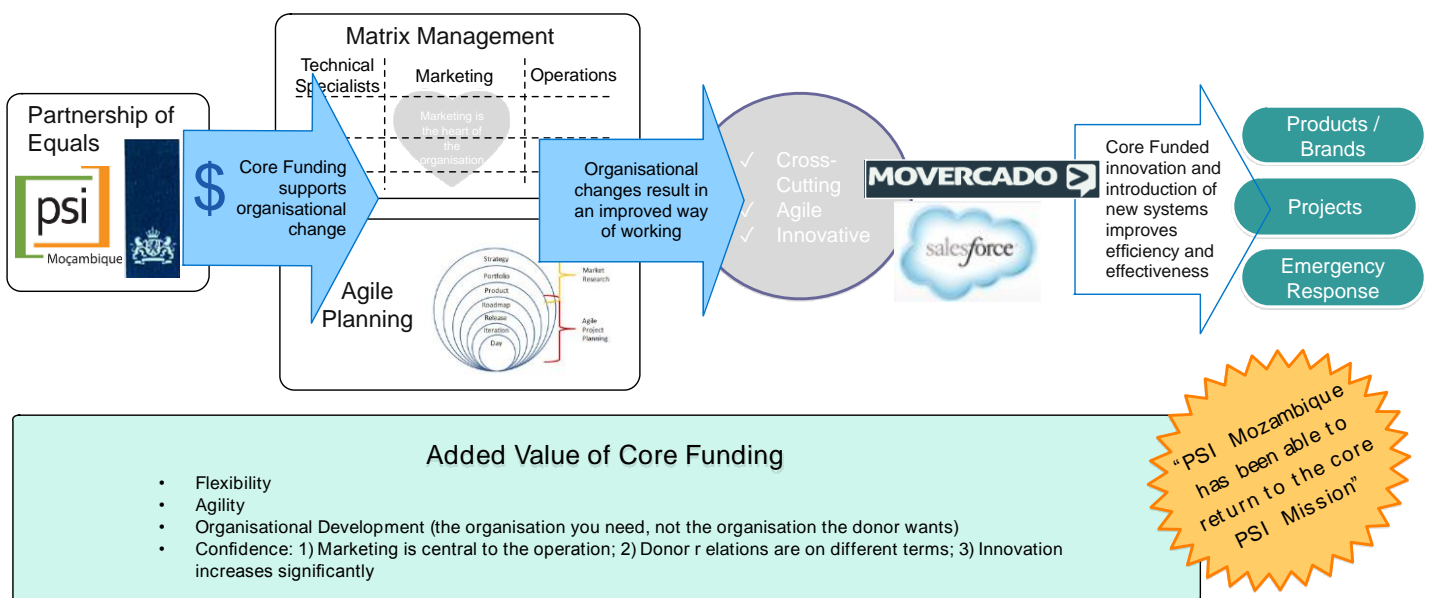 Partnership of
Equals
psi
Moçambique
$
Core Funding
supports
organisational
change
Matrix Management
Technical
Specialists
Marketing
Operations
Marketing is
the heart of
the
organisation
Agile
Planning
Strategy
Portfolio
Product
Roadmap
Release
Iteration
Day
Market
Research
Agile
Project
Planning
Organisational
changes result in
an improved way
of working
✓ Cross-
Cutting
✓ Agile
✓ Innovative
MOVERCADO
salesforce
Core Funded
innovation and
introduction of
new systems
improves
efficiency and
effectiveness
Products /
Brands
Projects
Emergency
Response
Added Value of Core Funding
• Flexibility
• Agility
• Organisational Development (the organisation you need, not the organisation the donor wants)
• Confidence: 1) Marketing is central to the operation; 2) Donor r elations are on different terms; 3) Innovation
increases significantly
“PSI Mozambique
has been able to
return to the core
PSI Mission”